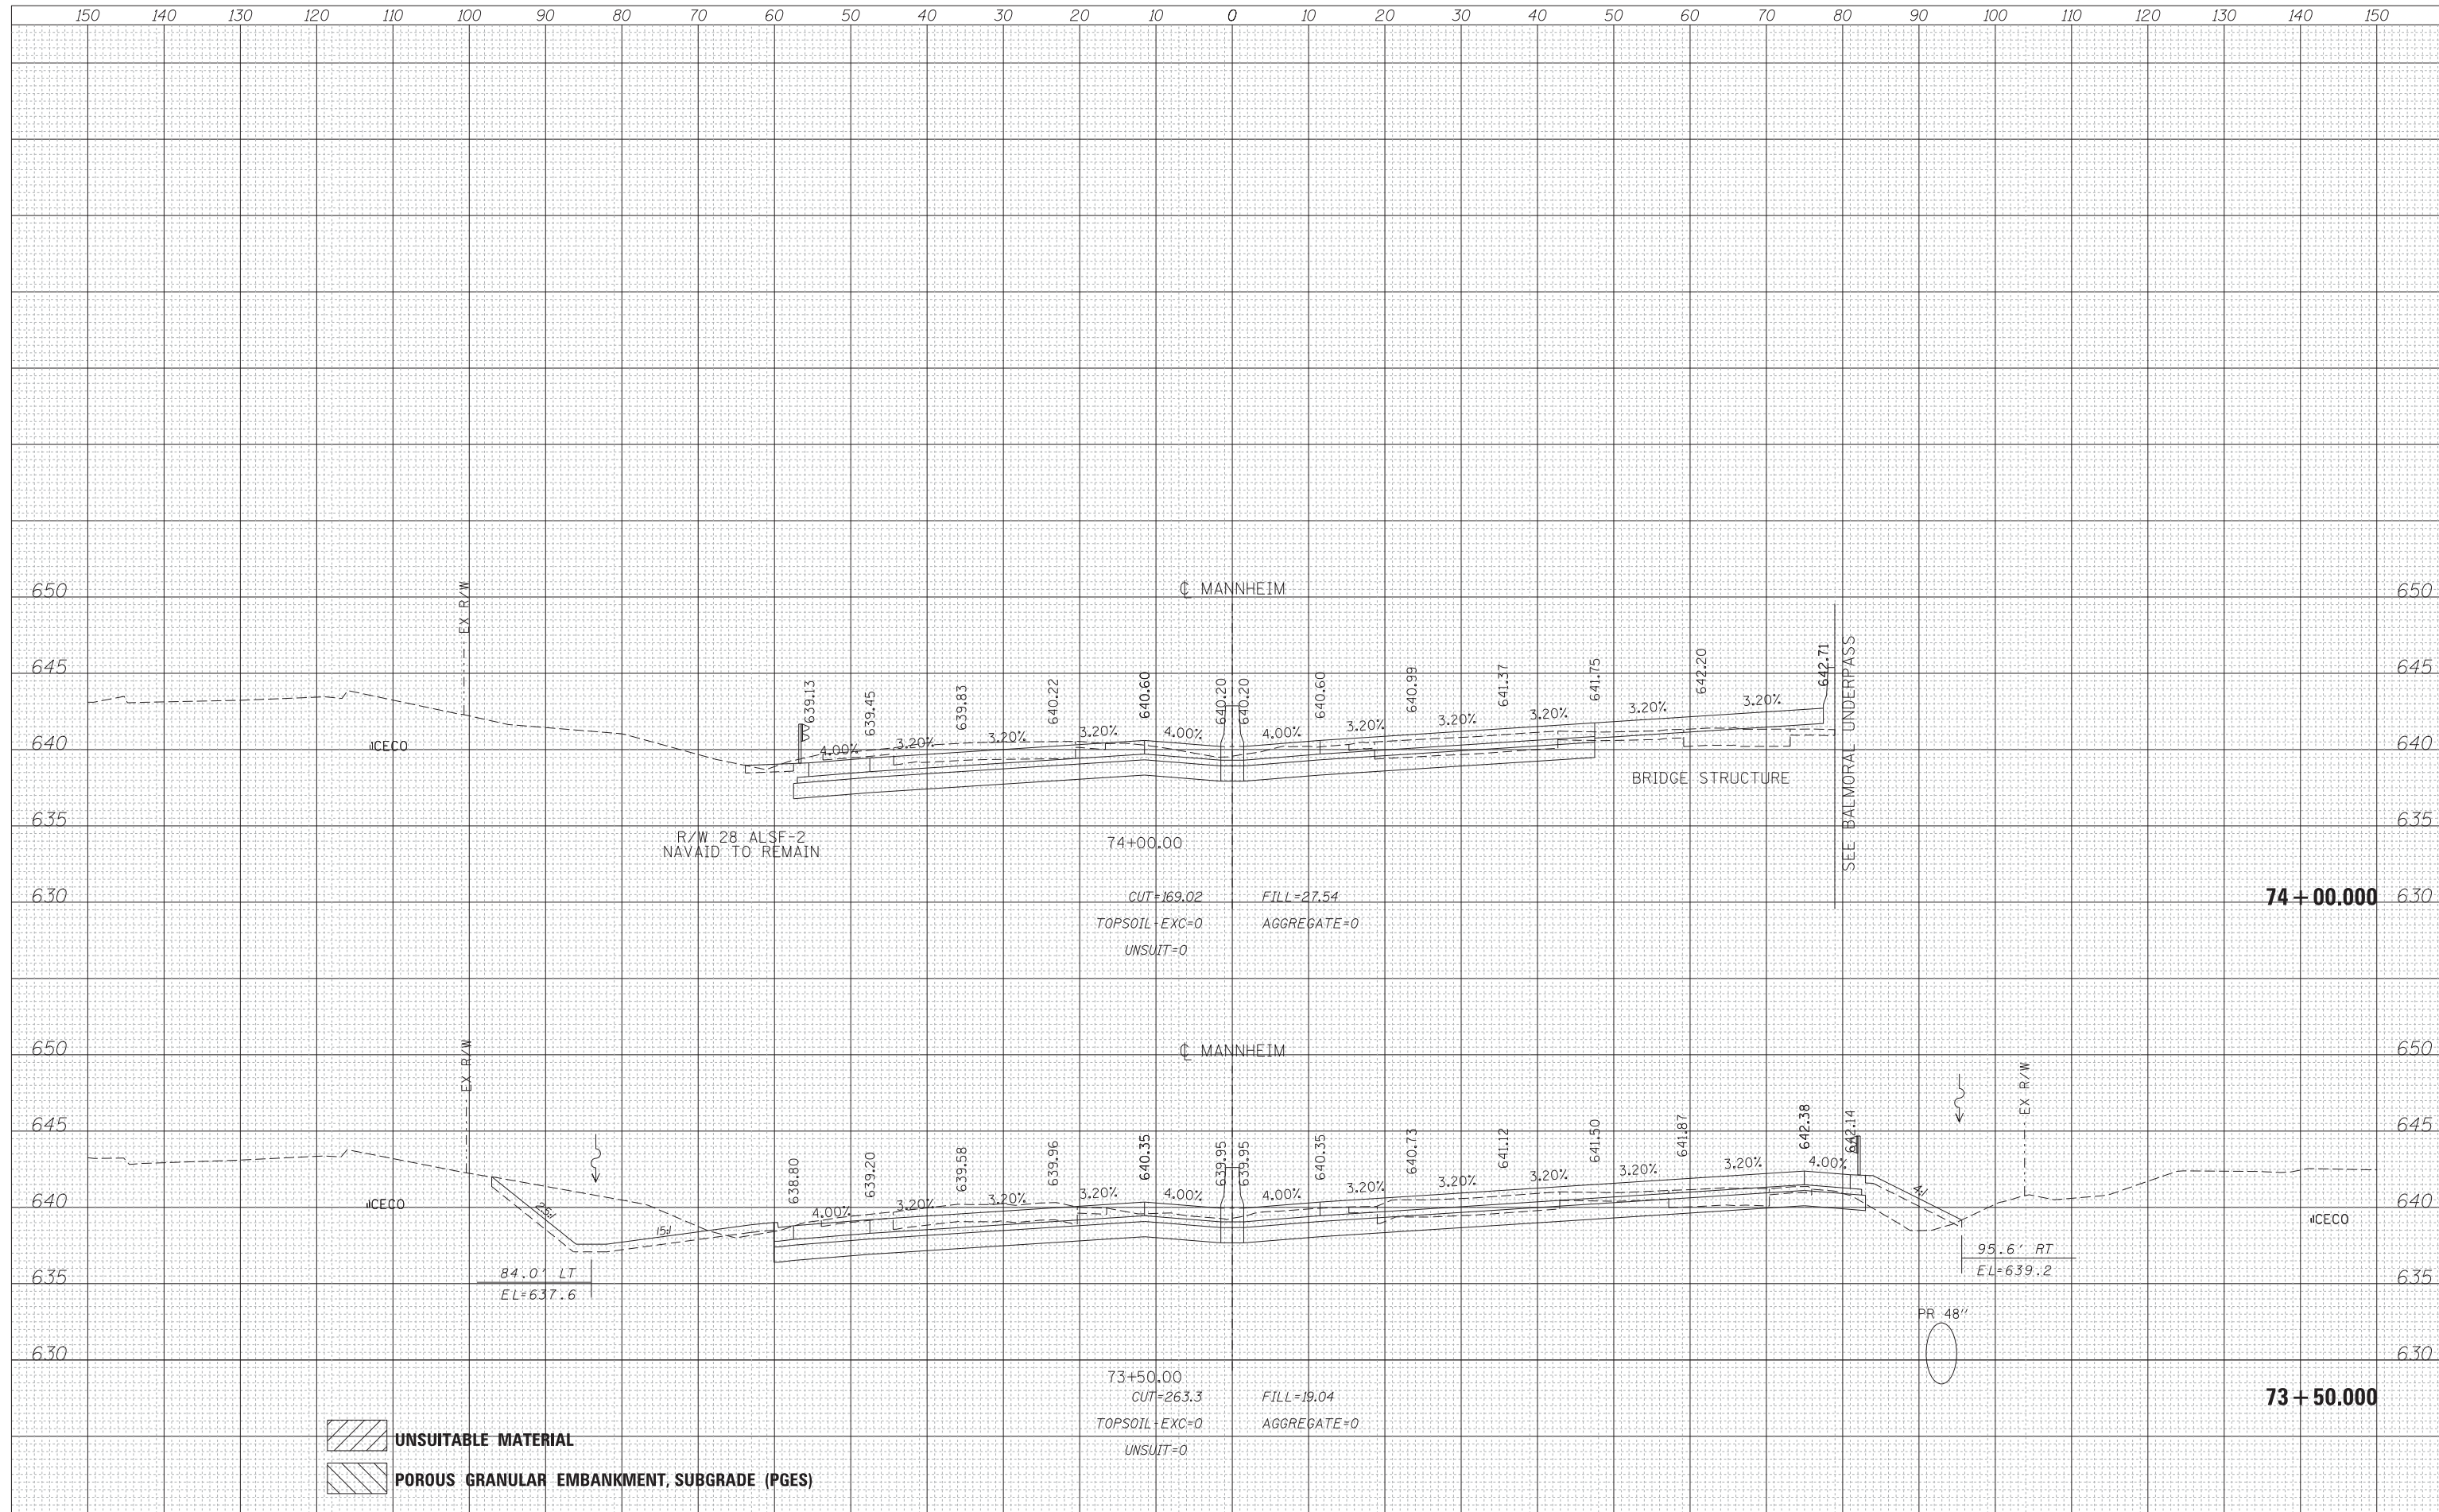 150 140 130 120 110 100 90 80 70 60 50 40 30 20 10 0 10 20 30 40 50 60 70 80 90 100 110 120 130 140 150
650 EX R/W ℄ MANNHEIM 650
645 645
639.13 639.45 639.83 640.22 640.60 640.20 640.20 640.60 640.99 641.37 641.75 642.20 642.71
4.00% 3.20% 3.20% 3.20% 4.00% 4.00% 3.20% 3.20% 3.20% 3.20% 3.20%
640 CECO 640
BRIDGE STRUCTURE
SEE BALMORAL UNDERPASS
635 635
R/W 28 ALSF-2
NAVAID TO REMAIN
74+00.00
630 CUT=169.02 FILL=27.54 74+00.000 630
TOPSOIL-EXC=0 AGGREGATE=0
UNSUIT=0
650 EX R/W ℄ MANNHEIM EX R/W 650
645 645
638.80 639.20 639.58 639.96 640.35 639.95 639.95 640.35 640.73 641.12 641.50 641.87 642.38 642.14
4.00% 3.20% 3.20% 3.20% 4.00% 4.00% 3.20% 3.20% 3.20% 3.20% 3.20% 4.00%
640 CECO 640
2.5:1 15:1 4:1
CECO
84.0' LT
EL=637.6
95.6' RT
EL=639.2
635 635
PR 48"
630 630
73+50.00
CUT=263.3 FILL=19.04 73+50.000
TOPSOIL-EXC=0 AGGREGATE=0
UNSUIT=0
UNSUITABLE MATERIAL
POROUS GRANULAR EMBANKMENT, SUBGRADE (PGES)